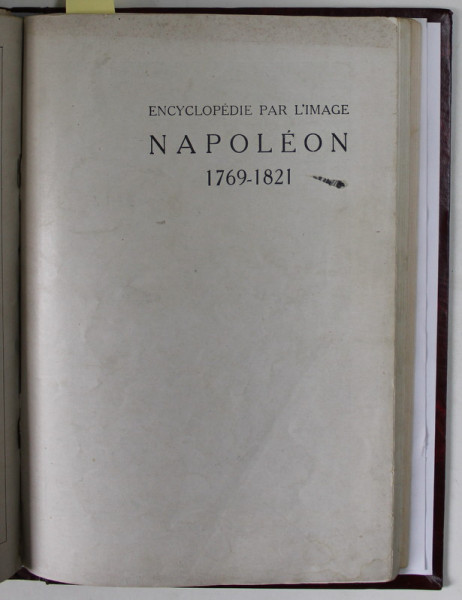 ENCYCLOPÉDIE PAR L'IMAGE
NAPOLÉON
1769-1821